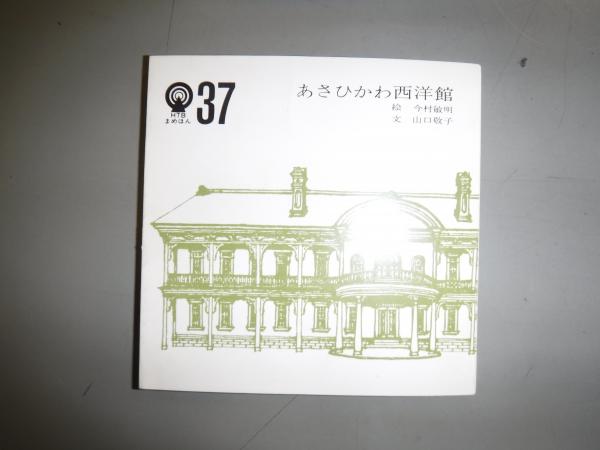 HTB
まめほん
37
あさひかわ西洋館
絵 今村敏明
文 山口敬子